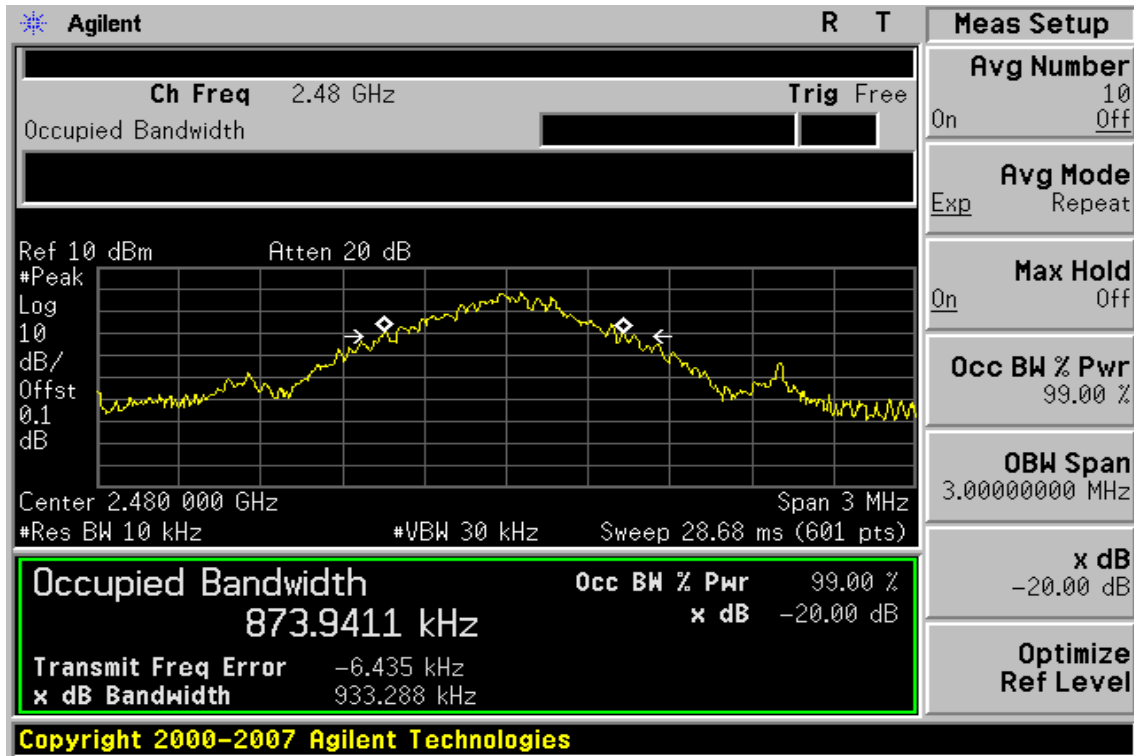 Agilent R T
Ch Freq 2.48 GHz Trig Free
Occupied Bandwidth
Ref 10 dBm Atten 20 dB
#Peak
Log
10
dB/
Offst
0.1
dB
Center 2.480 000 GHz Span 3 MHz
#Res BW 10 kHz #VBW 30 kHz Sweep 28.68 ms (601 pts)
Occupied Bandwidth Occ BW % Pwr 99.00 %
873.9411 kHz x dB -20.00 dB
Transmit Freq Error -6.435 kHz
x dB Bandwidth 933.288 kHz
Copyright 2000-2007 Agilent Technologies
Meas Setup
Avg Number
10
On Off
Avg Mode
Exp Repeat
Max Hold
On Off
Occ BW % Pwr
99.00 %
OBW Span
3.00000000 MHz
x dB
-20.00 dB
Optimize
Ref Level